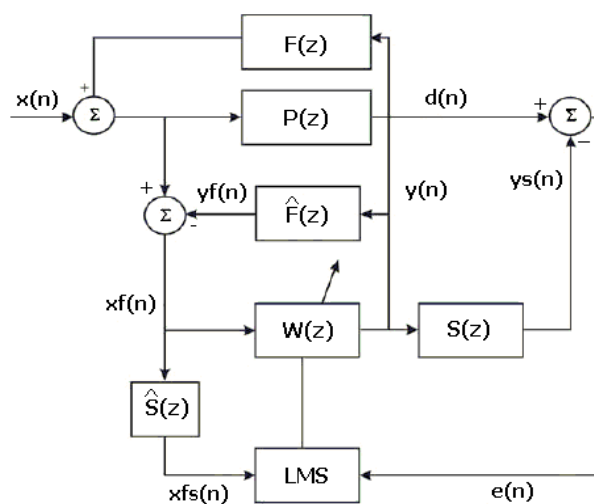 F(z)
+
x(n)
Σ
P(z)
d(n)
+
Σ
-
+
Σ
-
yf(n)
F̂(z)
y(n)
ys(n)
xf(n)
W(z)
S(z)
Ŝ(z)
xfs(n)
LMS
e(n)